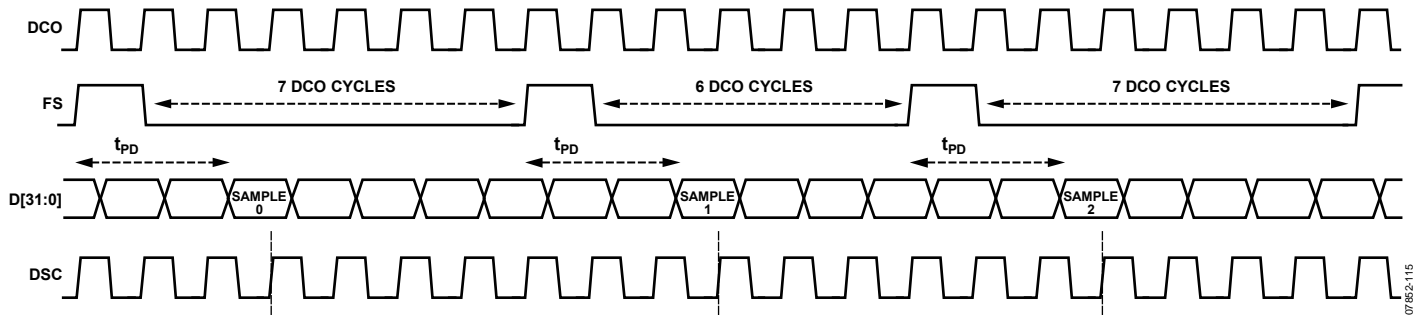 DCO
FS
7 DCO CYCLES
6 DCO CYCLES
7 DCO CYCLES
tPD
tPD
tPD
D[31:0]
SAMPLE
0
SAMPLE
1
SAMPLE
2
DSC
07852-115